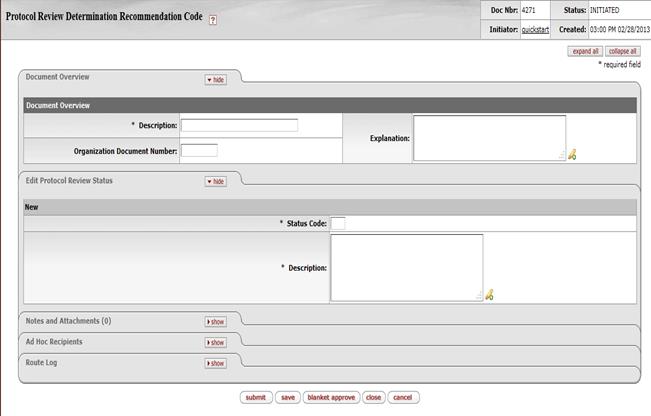 Protocol Review Determination Recommendation Code ?
Doc Nbr: 4271 Status: INITIATED
Initiator: quickstart Created: 03:00 PM 02/28/2013
expand all collapse all
* required field
Document Overview hide
Document Overview
* Description: Explanation:
Organization Document Number:
Edit Protocol Review Status hide
New
* Status Code:
* Description:
Notes and Attachments (0) show
Ad Hoc Recipients show
Route Log show
submit save blanket approve close cancel